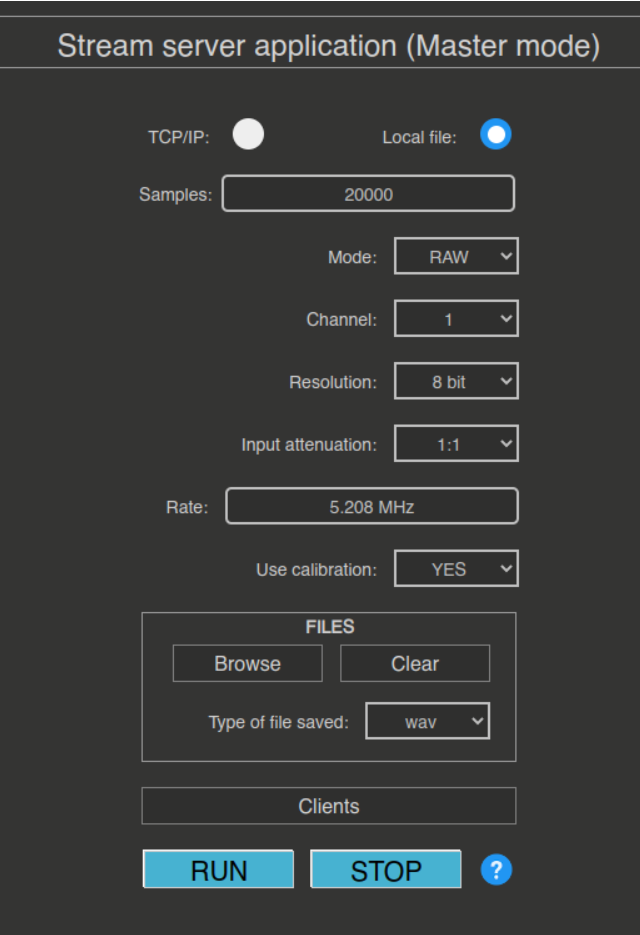 Stream server application (Master mode)
TCP/IP: Local file:
Samples: 20000
Mode: RAW
Channel: 1
Resolution: 8 bit
Input attenuation: 1:1
Rate: 5.208 MHz
Use calibration: YES
FILES
Browse Clear
Type of file saved: wav
Clients
RUN STOP ?